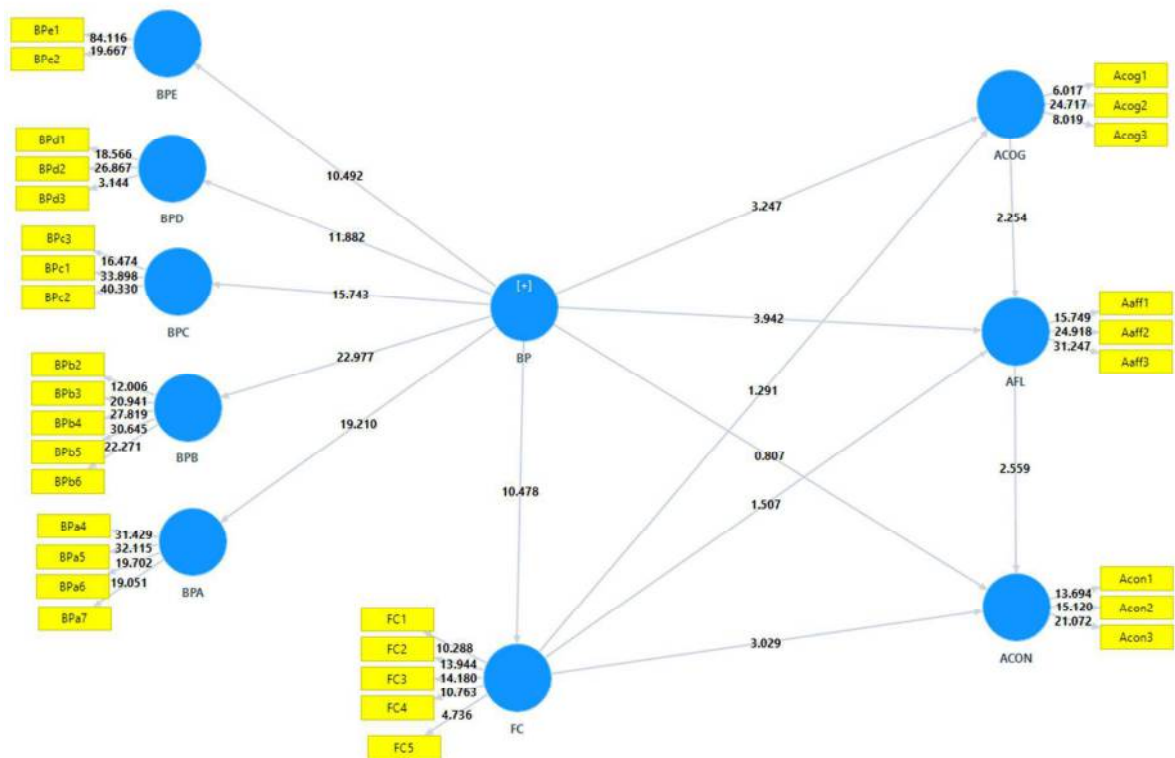 BPe1
84.116
BPe2
19.667
BPE
BPd1
18.566
BPd2
26.867
3.144
BPd3
BPD
BPc3
16.474
BPc1
33.898
BPc2
40.330
BPC
BPb2
12.006
BPb3
20.941
BPb4
27.819
30.645
BPb5
22.271
BPb6
BPB
BPa4
31.429
BPa5
32.115
19.702
BPa6
19.051
BPa7
BPA
10.492
11.882
15.743
22.977
19.210
[+]
BP
10.478
FC1
10.288
FC2
13.944
FC3
14.180
FC4
10.763
4.736
FC5
FC
3.247
3.942
1.291
0.807
1.507
3.029
ACOG
6.017
Acog1
24.717
Acog2
8.019
Acog3
2.254
AFL
15.749
Aaff1
24.918
Aaff2
31.247
Aaff3
2.559
ACON
13.694
Acon1
15.120
Acon2
21.072
Acon3